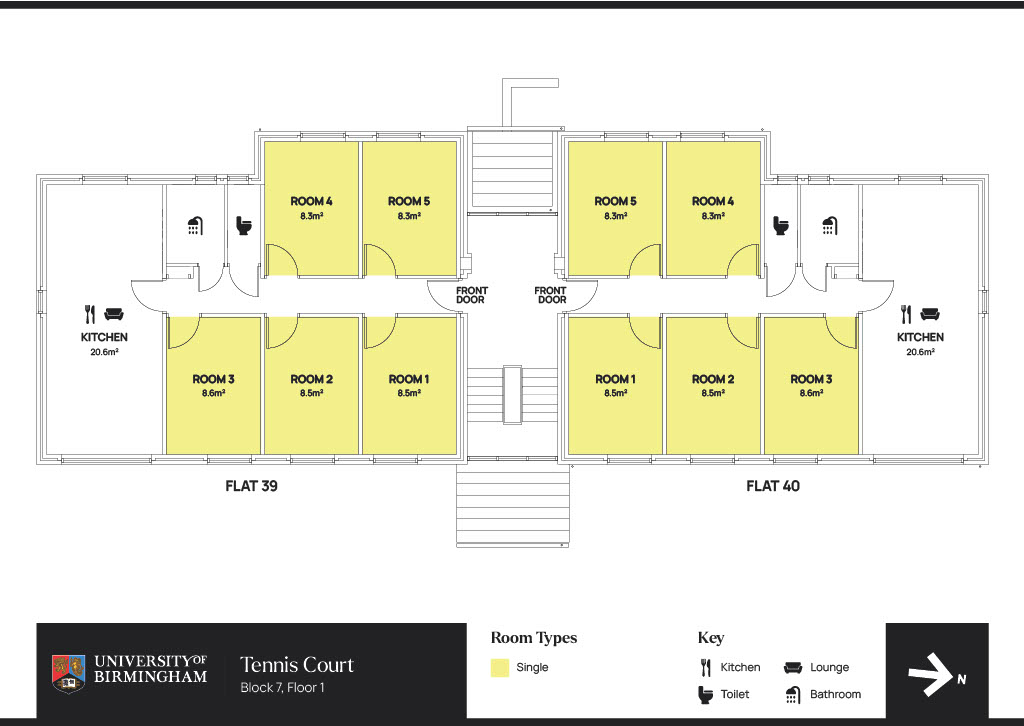 ROOM 4
8.3m²
ROOM 5
8.3m²
ROOM 5
8.3m²
ROOM 4
8.3m²
FRONT
DOOR
FRONT
DOOR
KITCHEN
20.6m²
KITCHEN
20.6m²
ROOM 3
8.6m²
ROOM 2
8.5m²
ROOM 1
8.5m²
ROOM 1
8.5m²
ROOM 2
8.5m²
ROOM 3
8.6m²
FLAT 39
FLAT 40
UNIVERSITY OF
BIRMINGHAM
Tennis Court
Block 7, Floor 1
Room Types
Single
Key
Kitchen
Lounge
Toilet
Bathroom
N